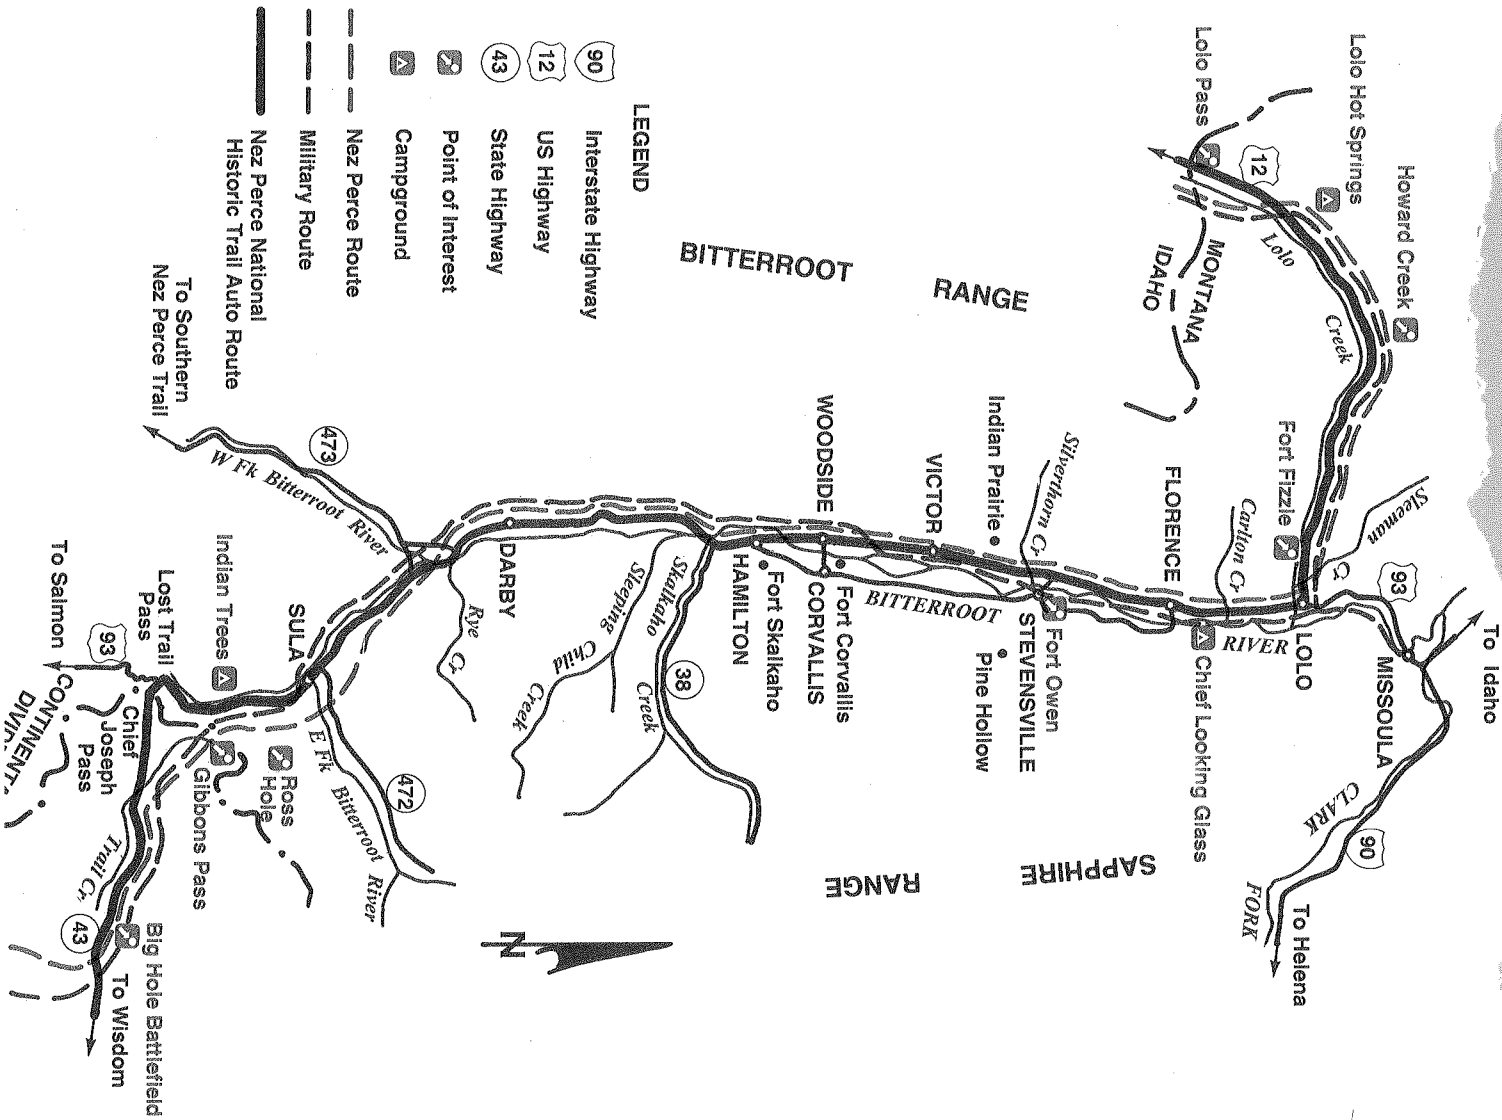 To Idaho
MISSOULA
93
90
CLARK
FORK
To Helena
Sleeman
Cr
LOLO
Fort Fizzle
Howard Creek
Lolo Hot Springs
Lolo Pass
12
Lolo
Creek
MONTANA
IDAHO
Carlton Cr
RIVER
Chief Looking Glass
FLORENCE
Silverthorn Cr
Indian Prairie
STEVENSVILLE
Fort Owen
Pine Hollow
BITTERROOT
VICTOR
WOODSIDE
CORVALLIS
Fort Corvallis
Fort Skalkaho
HAMILTON
38
Skalkaho
Creek
Sleeping
Child
Creek
BITTERROOT
RANGE
SAPPHIRE
RANGE
N
DARBY
Rye
Cr
473
W Fk Bitterroot River
To Southern
Nez Perce Trail
SULA
472
E Fk
Bitterroot
River
Ross
Hole
Indian Trees
Gibbons Pass
Lost Trail
Pass
93
To Salmon
Chief
Joseph
Pass
CONTINENTAL
Trail Cr
43
Big Hole Battlefield
To Wisdom
LEGEND
90 Interstate Highway
12 US Highway
43 State Highway
Point of Interest
Campground
Nez Perce Route
Military Route
Nez Perce National
Historic Trail Auto Route